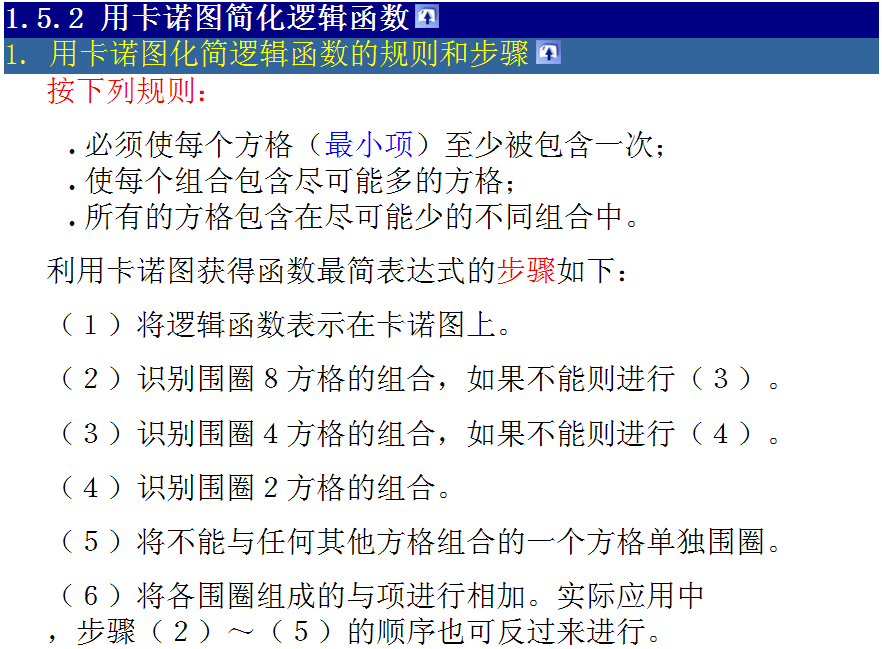 1.5.2 用卡诺图简化逻辑函数
1. 用卡诺图化简逻辑函数的规则和步骤
按下列规则:
.必须使每个方格（最小项）至少被包含一次;
.使每个组合包含尽可能多的方格;
.所有的方格包含在尽可能少的不同组合中。
利用卡诺图获得函数最简表达式的步骤如下:
（１）将逻辑函数表示在卡诺图上。
（２）识别围圈８方格的组合，如果不能则进行（３）。
（３）识别围圈４方格的组合，如果不能则进行（４）。
（４）识别围圈２方格的组合。
（５）将不能与任何其他方格组合的一个方格单独围圈。
（６）将各围圈组成的与项进行相加。实际应用中
，步骤（２）～（５）的顺序也可反过来进行。